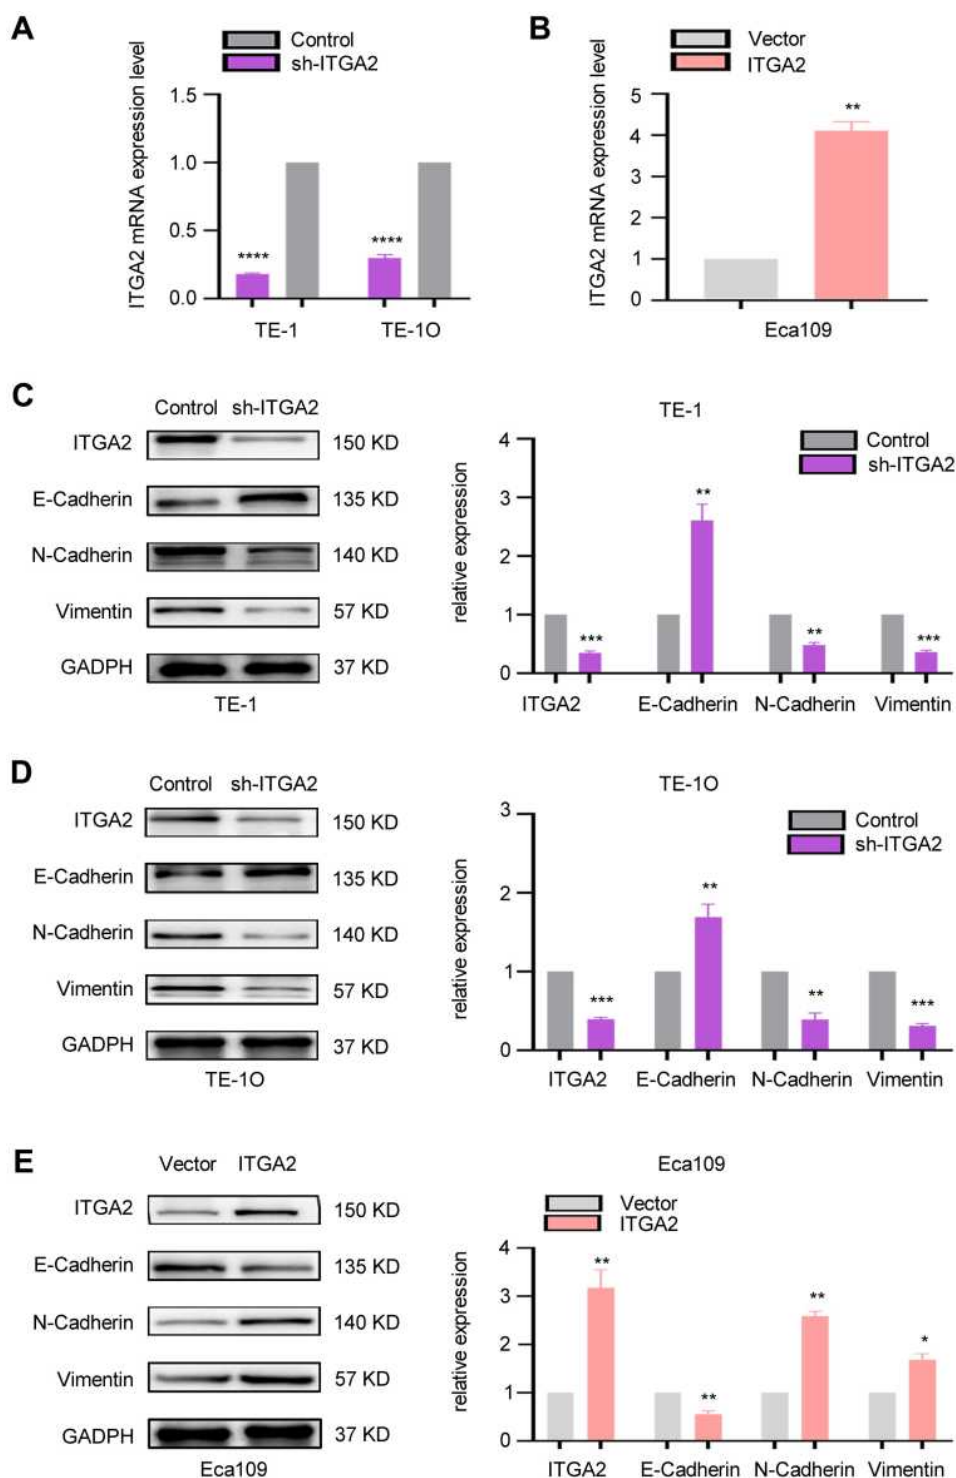 A
Control
sh-ITGA2
ITGA2 mRNA expression level
1.5
1.0
0.5
0.0
****
****
TE-1
TE-1O
B
Vector
ITGA2
ITGA2 mRNA expression level
5
4
3
2
1
0
**
Eca109
C
Control sh-ITGA2
ITGA2 150 KD
E-Cadherin 135 KD
N-Cadherin 140 KD
Vimentin 57 KD
GADPH 37 KD
TE-1
TE-1
Control
sh-ITGA2
relative expression
4
3
2
1
0
***
**
**
***
ITGA2 E-Cadherin N-Cadherin Vimentin
D
Control sh-ITGA2
ITGA2 150 KD
E-Cadherin 135 KD
N-Cadherin 140 KD
Vimentin 57 KD
GADPH 37 KD
TE-1O
TE-1O
Control
sh-ITGA2
relative expression
3
2
1
0
***
**
**
***
ITGA2 E-Cadherin N-Cadherin Vimentin
E
Vector ITGA2
ITGA2 150 KD
E-Cadherin 135 KD
N-Cadherin 140 KD
Vimentin 57 KD
GADPH 37 KD
Eca109
Eca109
Vector
ITGA2
relative expression
4
3
2
1
0
**
**
**
*
ITGA2 E-Cadherin N-Cadherin Vimentin